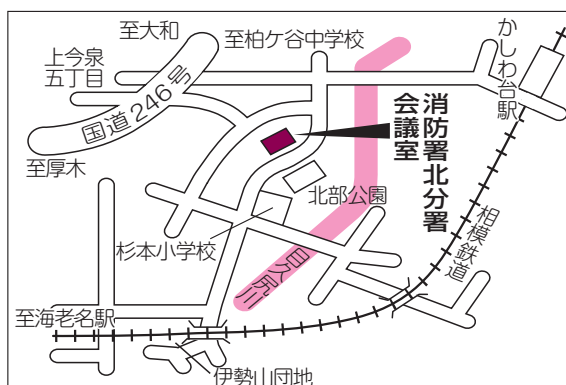 至大和
至柏ケ谷中学校
上今泉
五丁目
国道246号
至厚木
かしわ台駅
消防署北分署
会議室
北部公園
杉本小学校
目久尻川
相模鉄道
至海老名駅
伊勢山団地